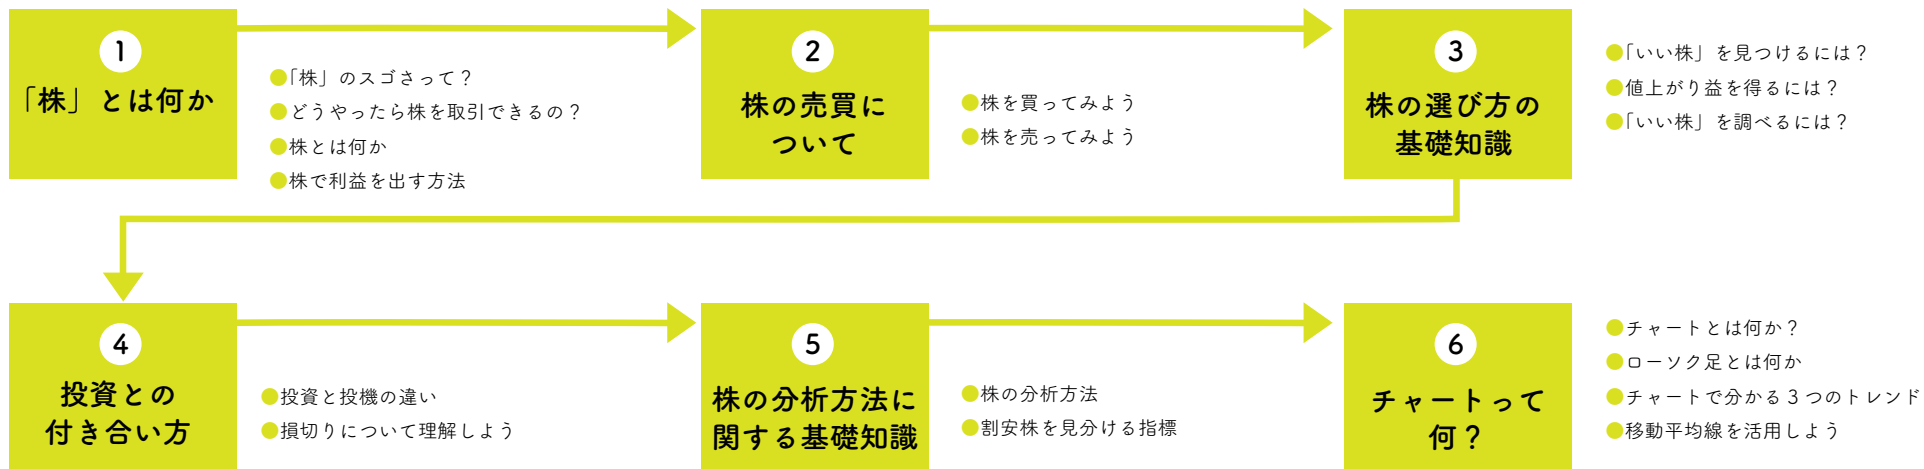 1
「株」とは何か
●「株」のスゴさって？
●どうやったら株を取引できるの？
●株とは何か
●株で利益を出す方法
2
株の売買に
ついて
●株を買ってみよう
●株を売ってみよう
3
株の選び方の
基礎知識
●「いい株」を見つけるには？
●値上がり益を得るには？
●「いい株」を調べるには？
4
投資との
付き合い方
●投資と投機の違い
●損切りについて理解しよう
5
株の分析方法に
関する基礎知識
●株の分析方法
●割安株を見分ける指標
6
チャートって
何？
●チャートとは何か？
●ローソク足とは何か
●チャートで分かる３つのトレンド
●移動平均線を活用しよう